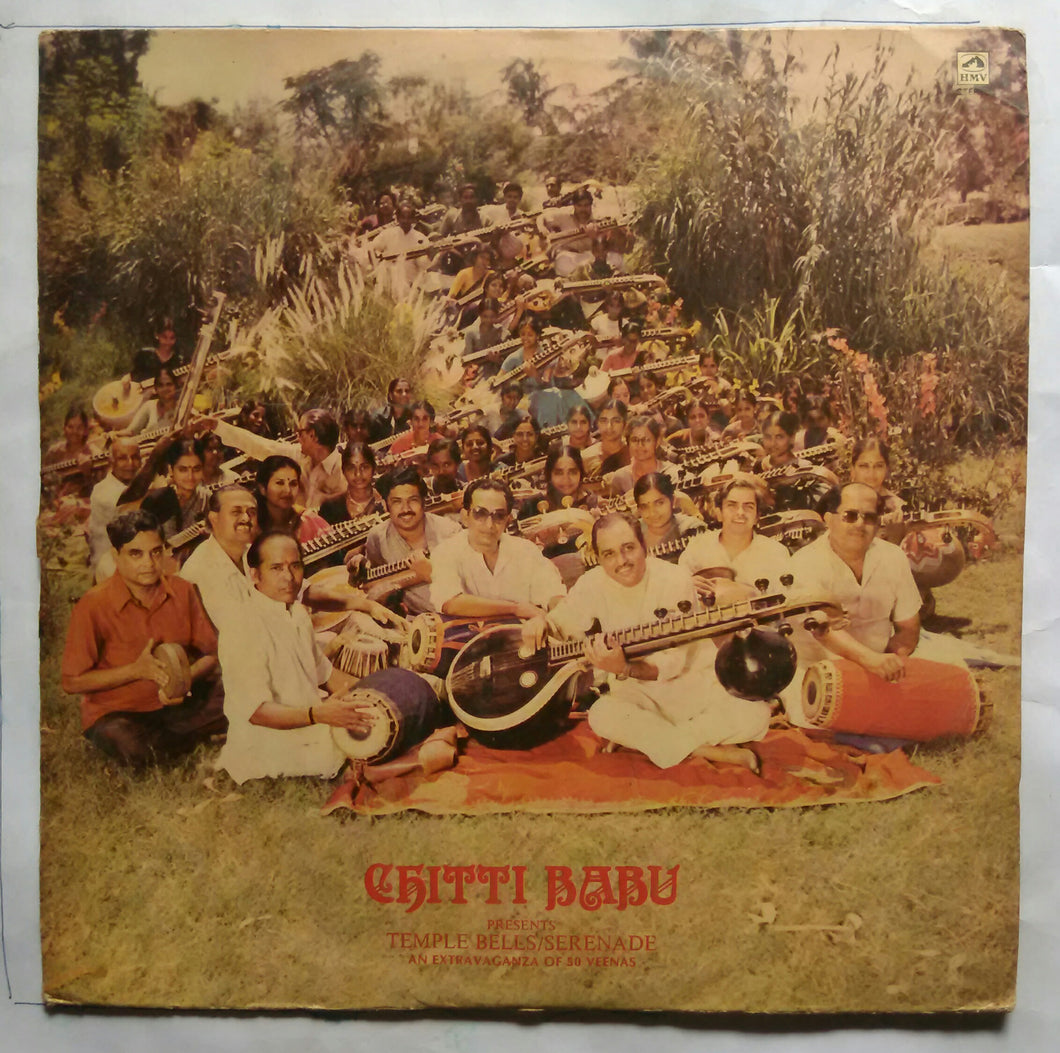 HMV
CHITTI BABU
PRESENTS
TEMPLE BELLS/SERENADE
AN EXTRAVAGANZA OF 50 VEENAS